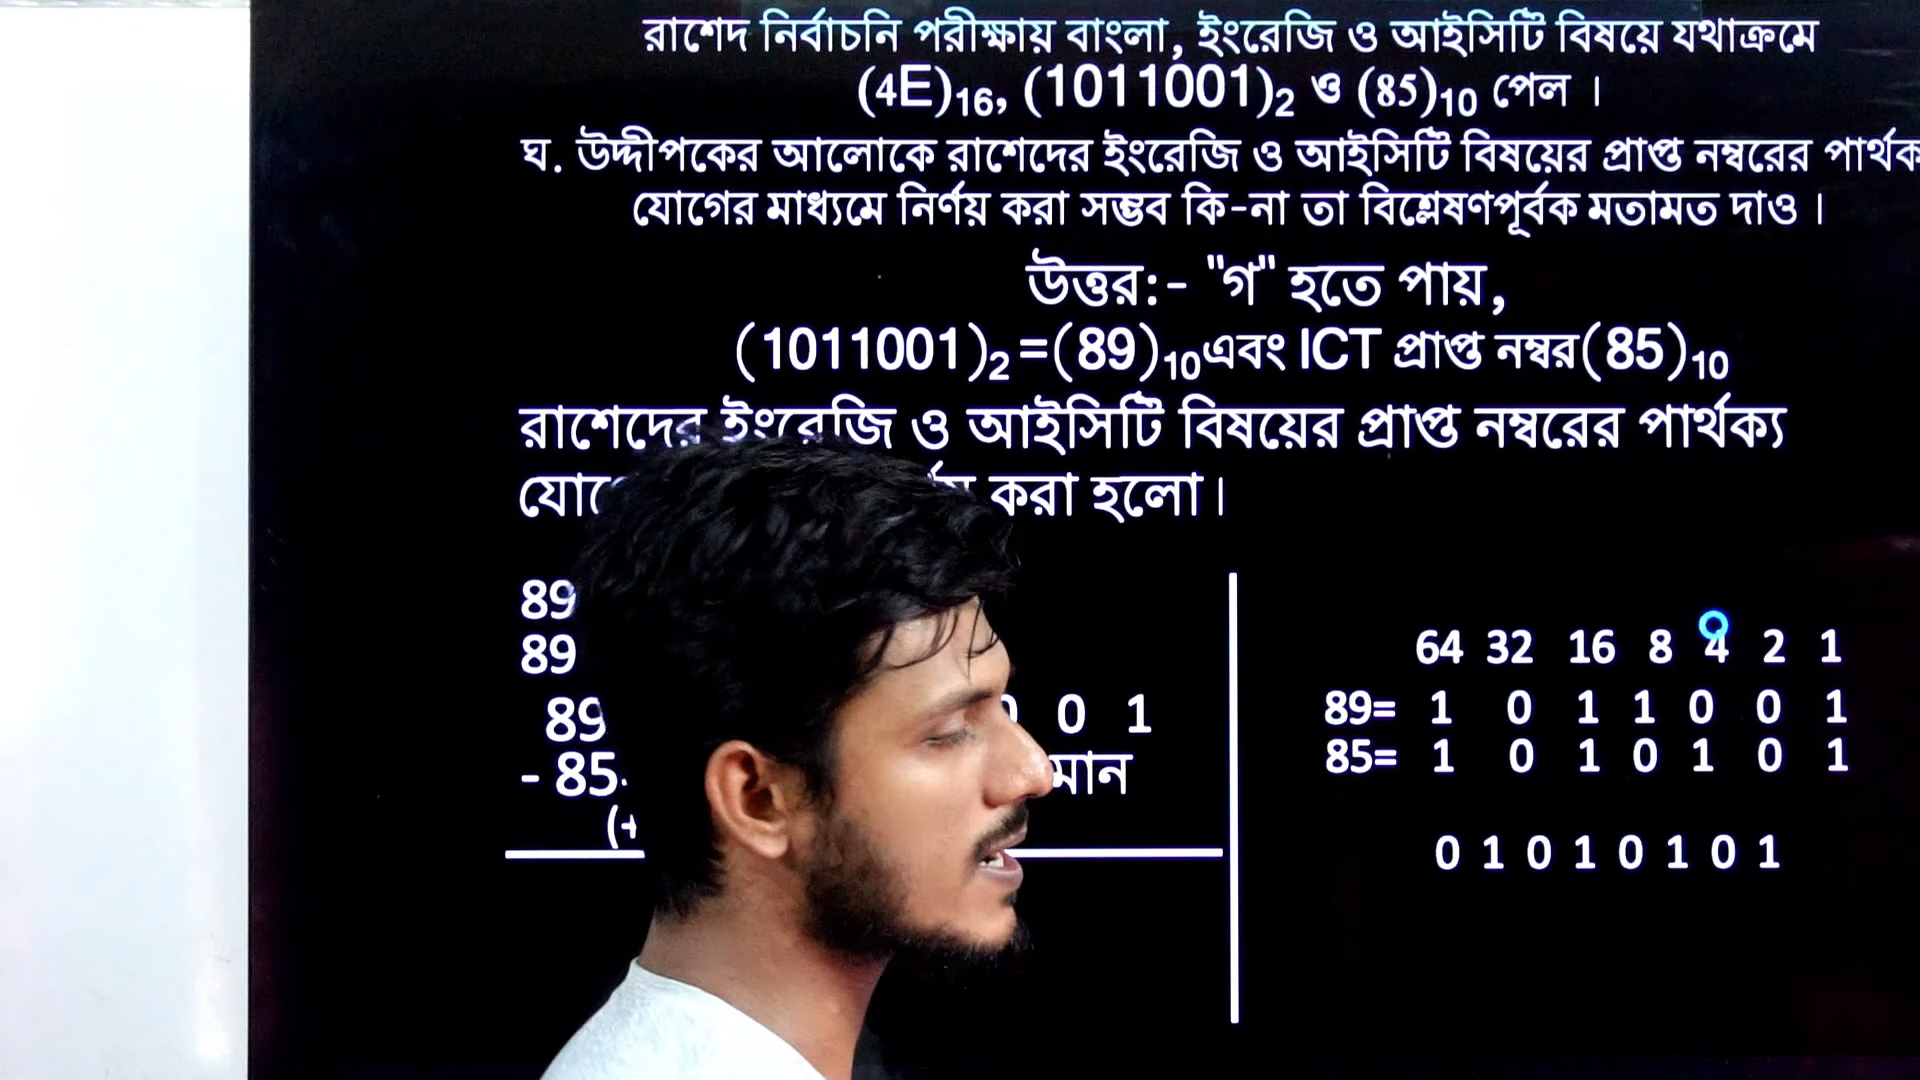 রাশেদ নির্বাচনি পরীক্ষায় বাংলা, ইংরেজি ও আইসিটি বিষয়ে যথাক্রমে
(4E)₁₆, (1011001)₂ ও (85)₁₀ পেল ।
ঘ. উদ্দীপকের আলোকে রাশেদের ইংরেজি ও আইসিটি বিষয়ের প্রাপ্ত নম্বরের
যোগের মাধ্যমে নির্ণয় করা সম্ভব কি-না তা বিশ্লেষণপূর্বক মতামত দাও ।
উত্তর:- "গ" হতে পায়,
(1011001)₂ =(89)₁₀এবং ICT প্রাপ্ত নম্বর(85)₁₀
রাশেদের ইংরেজি ও আইসিটি বিষয়ের প্রাপ্ত নম্বরের পার্থক্য
করা হলো।
89
89
89 0 1
- 85 মান
(+
64 32 16 8 4 2 1
89= 1 0 1 1 0 0 1
85= 1 0 1 0 1 0 1
0 1 0 1 0 1 0 1